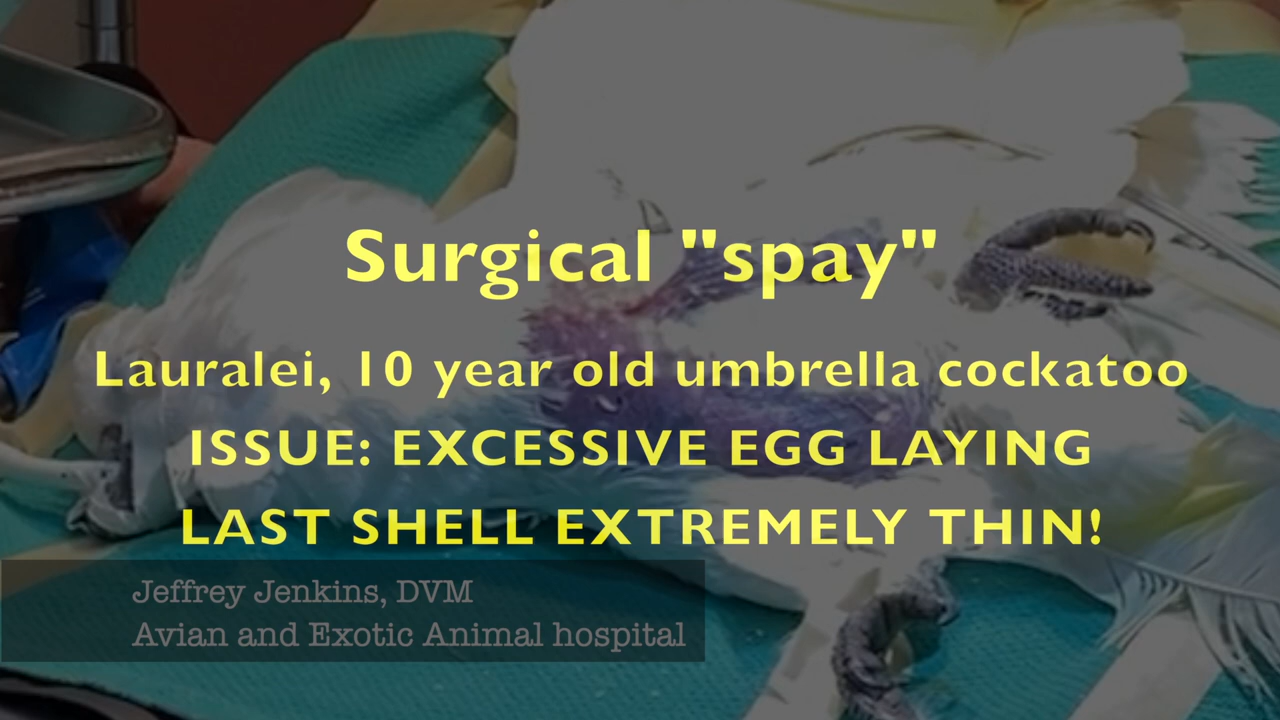 Surgical "spay"
Lauralei, 10 year old umbrella cockatoo
ISSUE: EXCESSIVE EGG LAYING
LAST SHELL EXTREMELY THIN!
Jeffrey Jenkins, DVM
Avian and Exotic Animal hospital